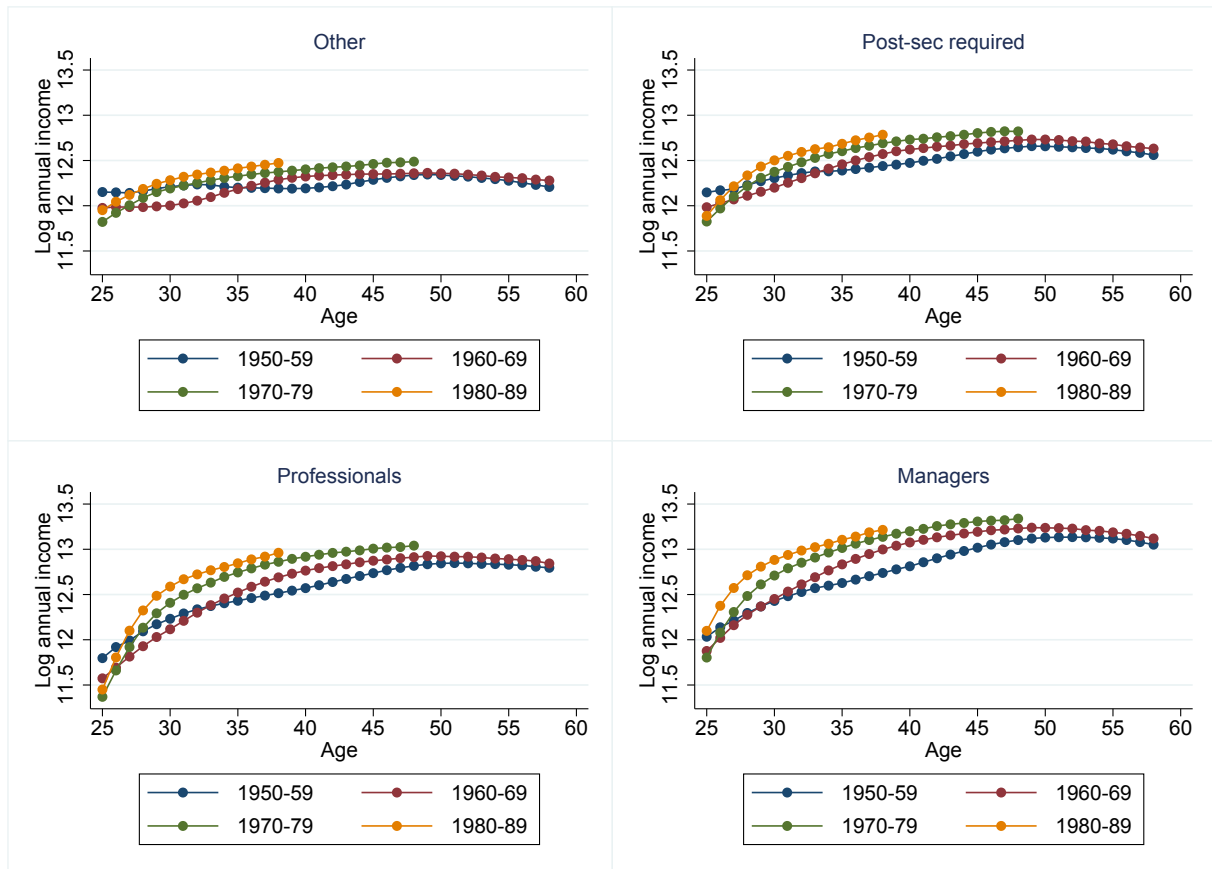 Other
Log annual income
13.5
13
12.5
12
11.5
25 30 35 40 45 50 55 60
Age
1950-59 1960-69
1970-79 1980-89
Post-sec required
Log annual income
13.5
13
12.5
12
11.5
25 30 35 40 45 50 55 60
Age
1950-59 1960-69
1970-79 1980-89
Professionals
Log annual income
13.5
13
12.5
12
11.5
25 30 35 40 45 50 55 60
Age
1950-59 1960-69
1970-79 1980-89
Managers
Log annual income
13.5
13
12.5
12
11.5
25 30 35 40 45 50 55 60
Age
1950-59 1960-69
1970-79 1980-89